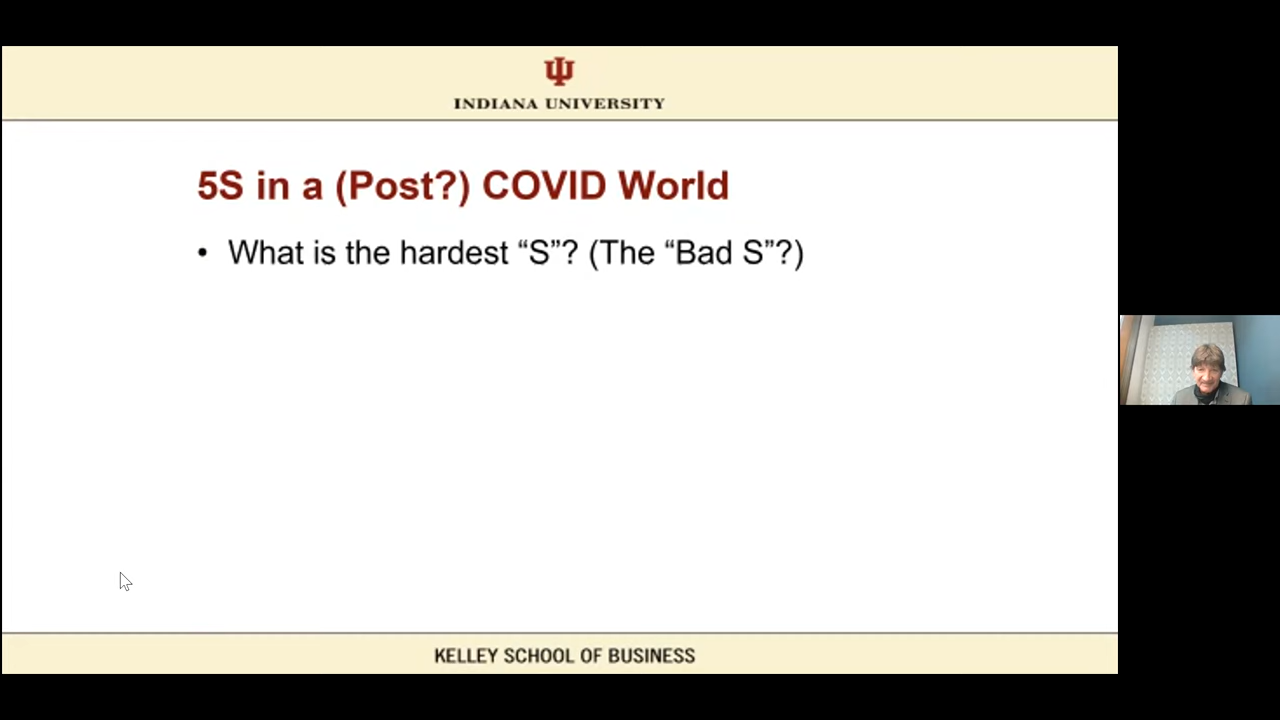 INDIANA UNIVERSITY
5S in a (Post?) COVID World
• What is the hardest “S”? (The “Bad S”?)
KELLEY SCHOOL OF BUSINESS